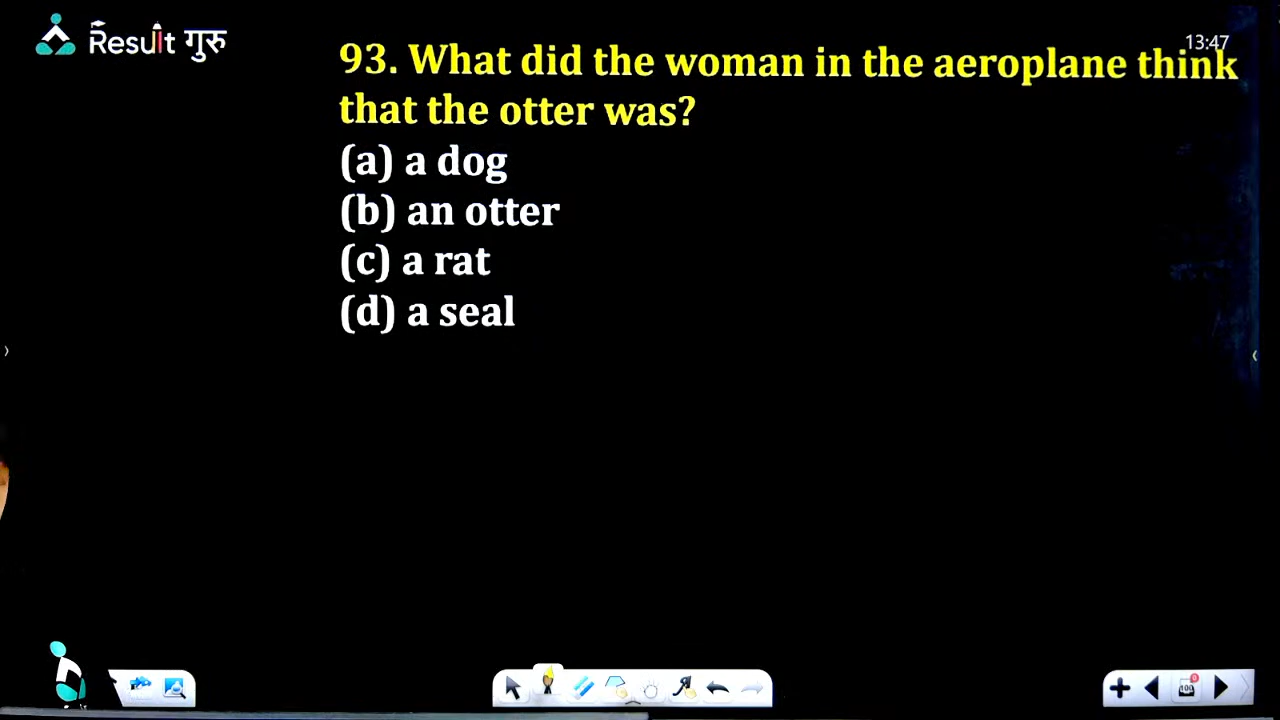 Result गुरु
13:47
93. What did the woman in the aeroplane think
that the otter was?
(a) a dog
(b) an otter
(c) a rat
(d) a seal
100